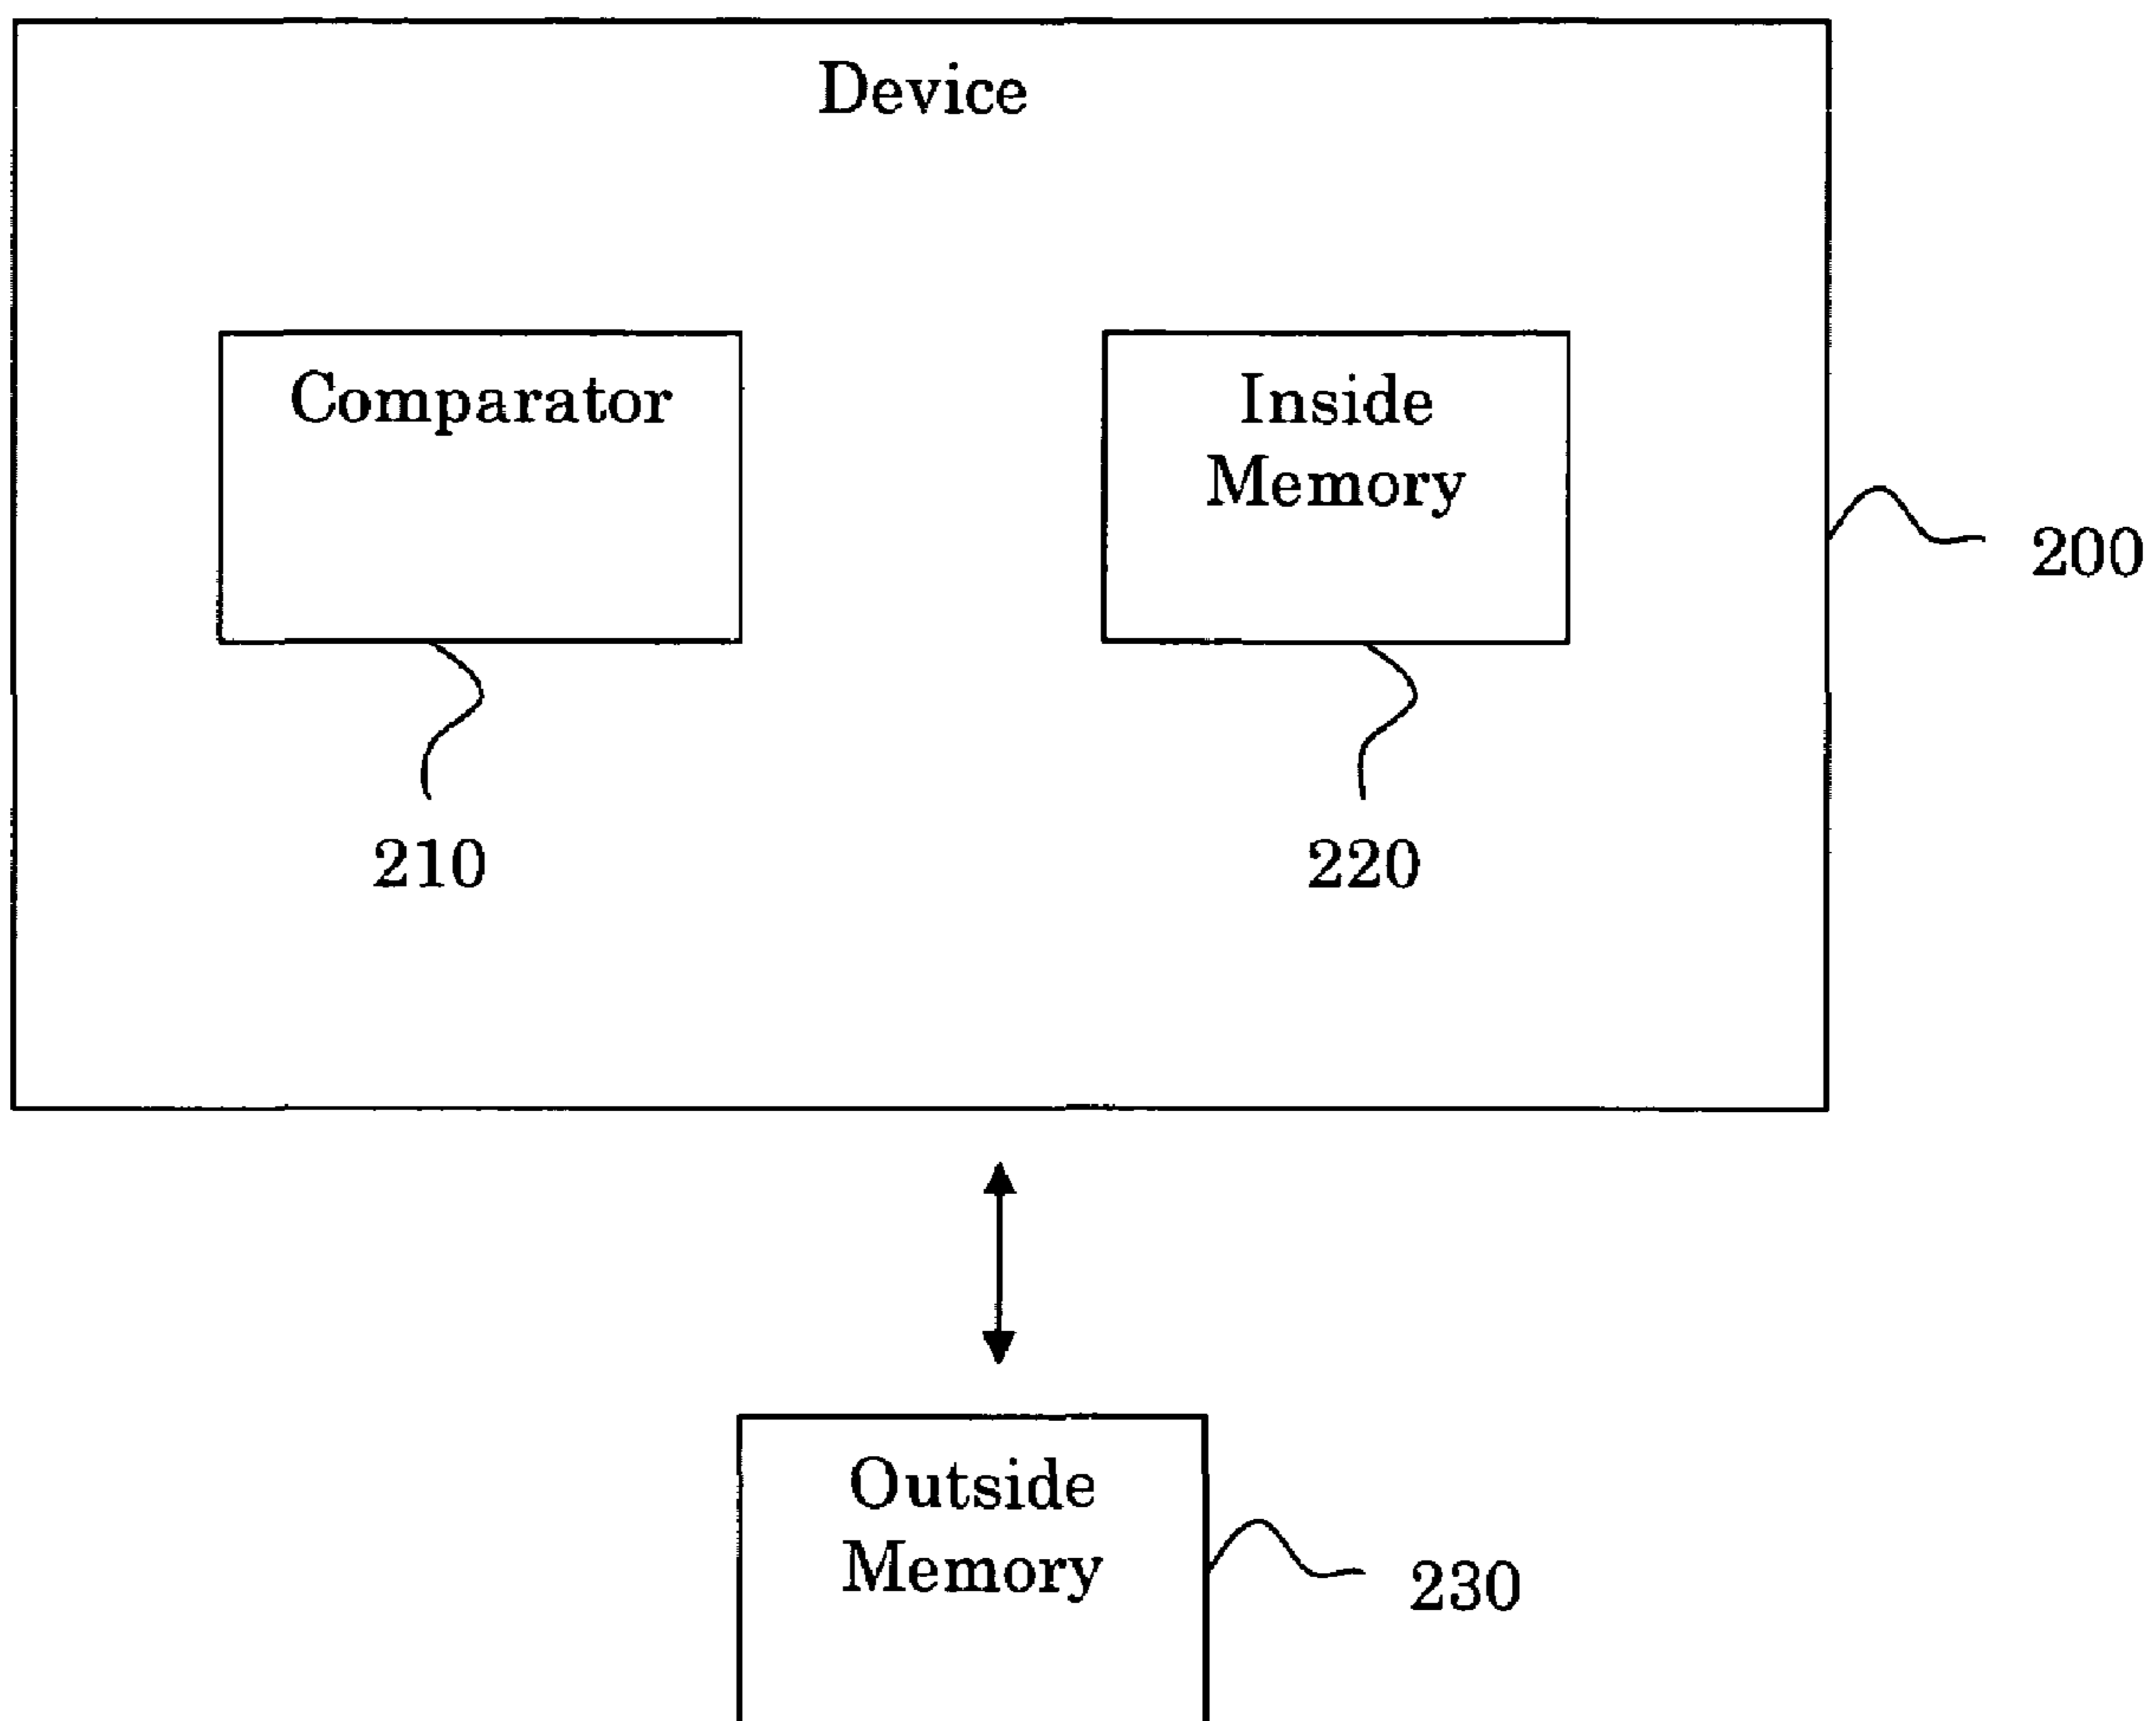 Device
Comparator
Inside
Memory
200
210
220
Outside
Memory
230